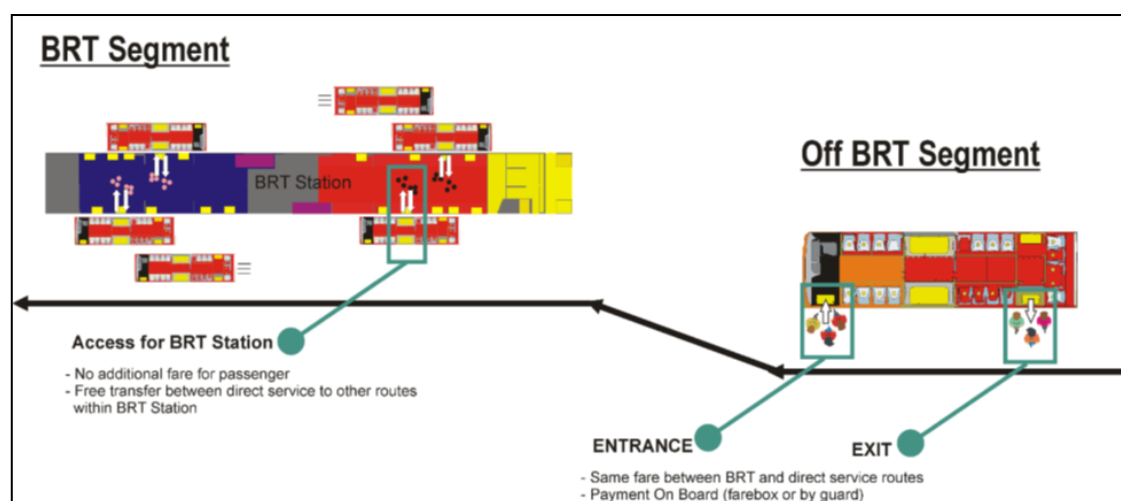 BRT Segment
BRT Station
Off BRT Segment
Access for BRT Station
- No additional fare for passenger
- Free transfer between direct service to other routes
within BRT Station
ENTRANCE
EXIT
- Same fare between BRT and direct service routes
- Payment On Board (farebox or by guard)